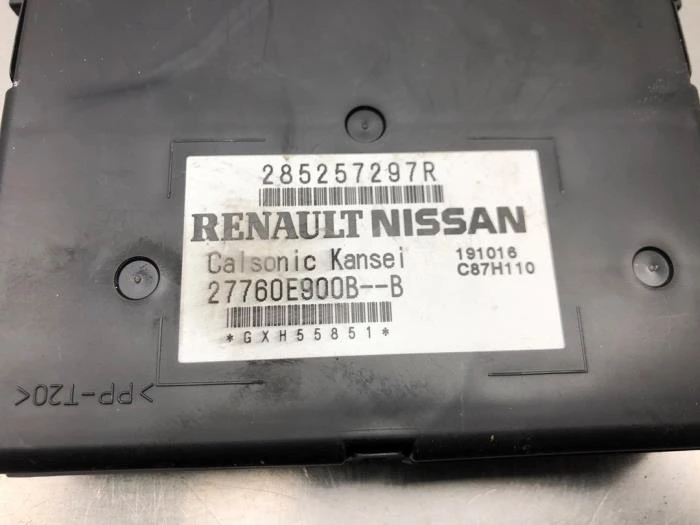 285257297R
RENAULT NISSAN
Calsonic Kansei 191016
27760E900B--B C87H110
*GXH55851*
>PP-T20<